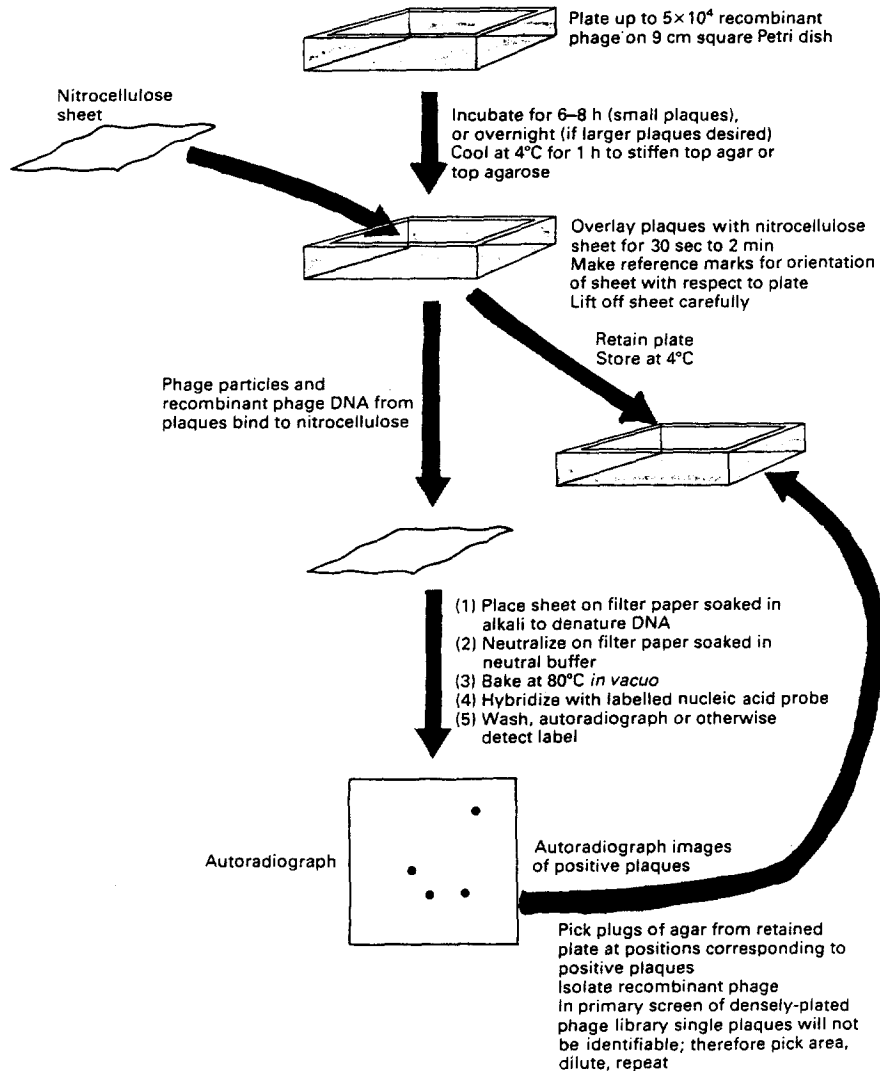 Plate up to 5×10⁴ recombinant
phage on 9 cm square Petri dish
Nitrocellulose
sheet
Incubate for 6–8 h (small plaques),
or overnight (if larger plaques desired)
Cool at 4°C for 1 h to stiffen top agar or
top agarose
Overlay plaques with nitrocellulose
sheet for 30 sec to 2 min
Make reference marks for orientation
of sheet with respect to plate
Lift off sheet carefully
Retain plate
Store at 4°C
Phage particles and
recombinant phage DNA from
plaques bind to nitrocellulose
(1) Place sheet on filter paper soaked in
alkali to denature DNA
(2) Neutralize on filter paper soaked in
neutral buffer
(3) Bake at 80°C in vacuo
(4) Hybridize with labelled nucleic acid probe
(5) Wash, autoradiograph or otherwise
detect label
Autoradiograph
Autoradiograph images
of positive plaques
Pick plugs of agar from retained
plate at positions corresponding to
positive plaques
Isolate recombinant phage
In primary screen of densely-plated
phage library single plaques will not
be identifiable; therefore pick area,
dilute, repeat